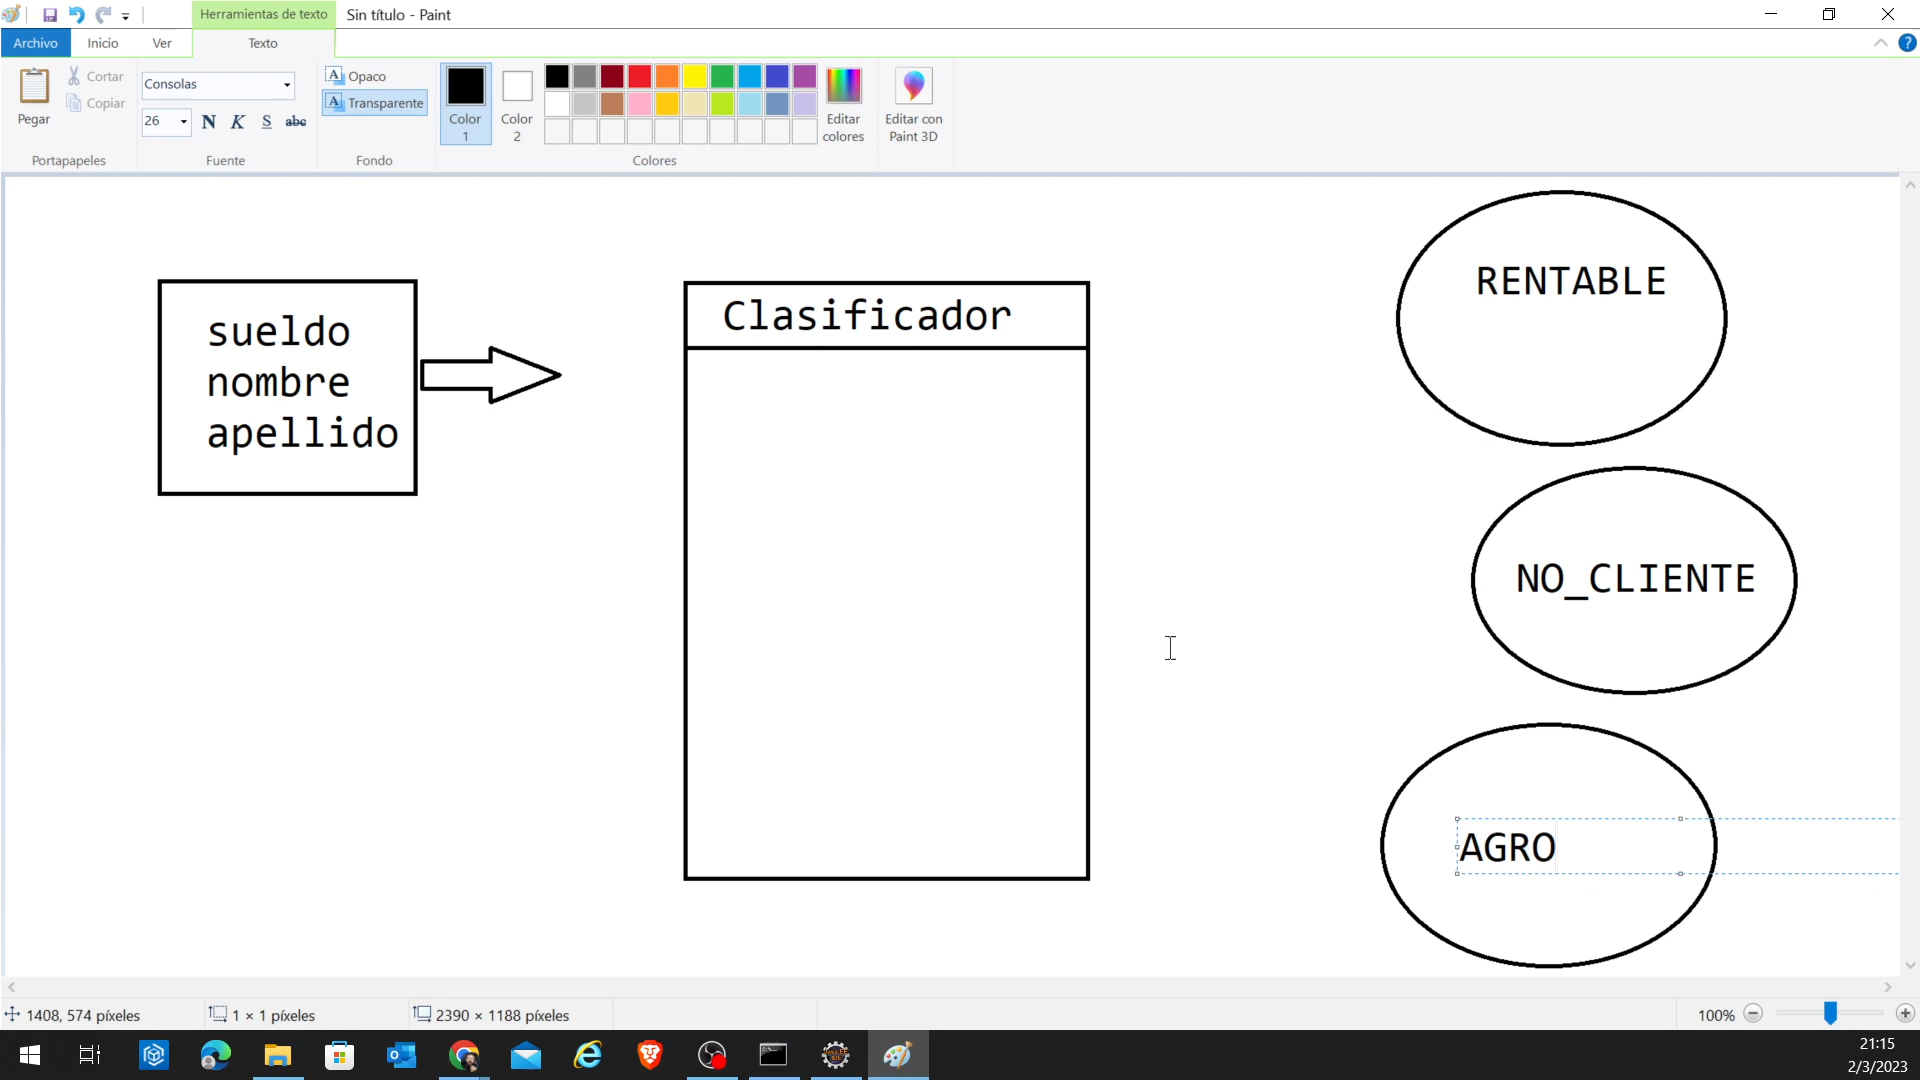 Herramientas de texto
Sin título - Paint
Archivo
Inicio
Ver
Texto
Pegar
Cortar
Copiar
Portapapeles
Consolas
26
N K S abc
Fuente
Opaco
Transparente
Fondo
Color
1
Color
2
Editar
colores
Colores
Editar con
Paint 3D
sueldo
nombre
apellido
Clasificador
RENTABLE
NO_CLIENTE
AGRO
1408, 574 píxeles
1 × 1 píxeles
2390 × 1188 píxeles
100%
21:15
2/3/2023